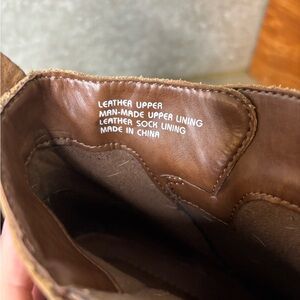 LEATHER UPPER
MAN-MADE UPPER LINING
LEATHER SOCK LINING
MADE IN CHINA